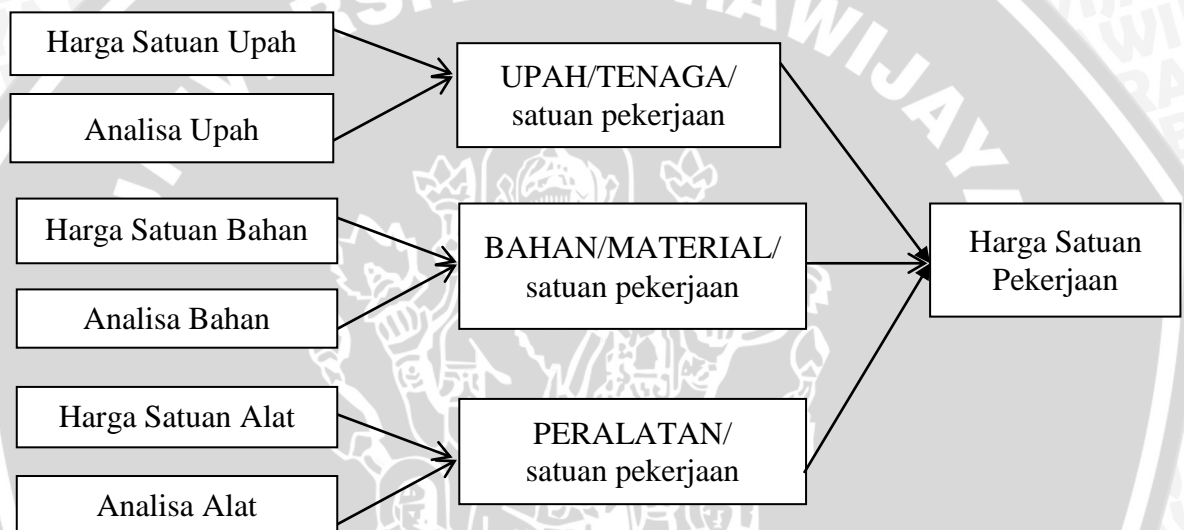 Harga Satuan Upah
Analisa Upah
UPAH/TENAGA/
satuan pekerjaan
Harga Satuan Bahan
Analisa Bahan
BAHAN/MATERIAL/
satuan pekerjaan
Harga Satuan Alat
Analisa Alat
PERALATAN/
satuan pekerjaan
Harga Satuan
Pekerjaan